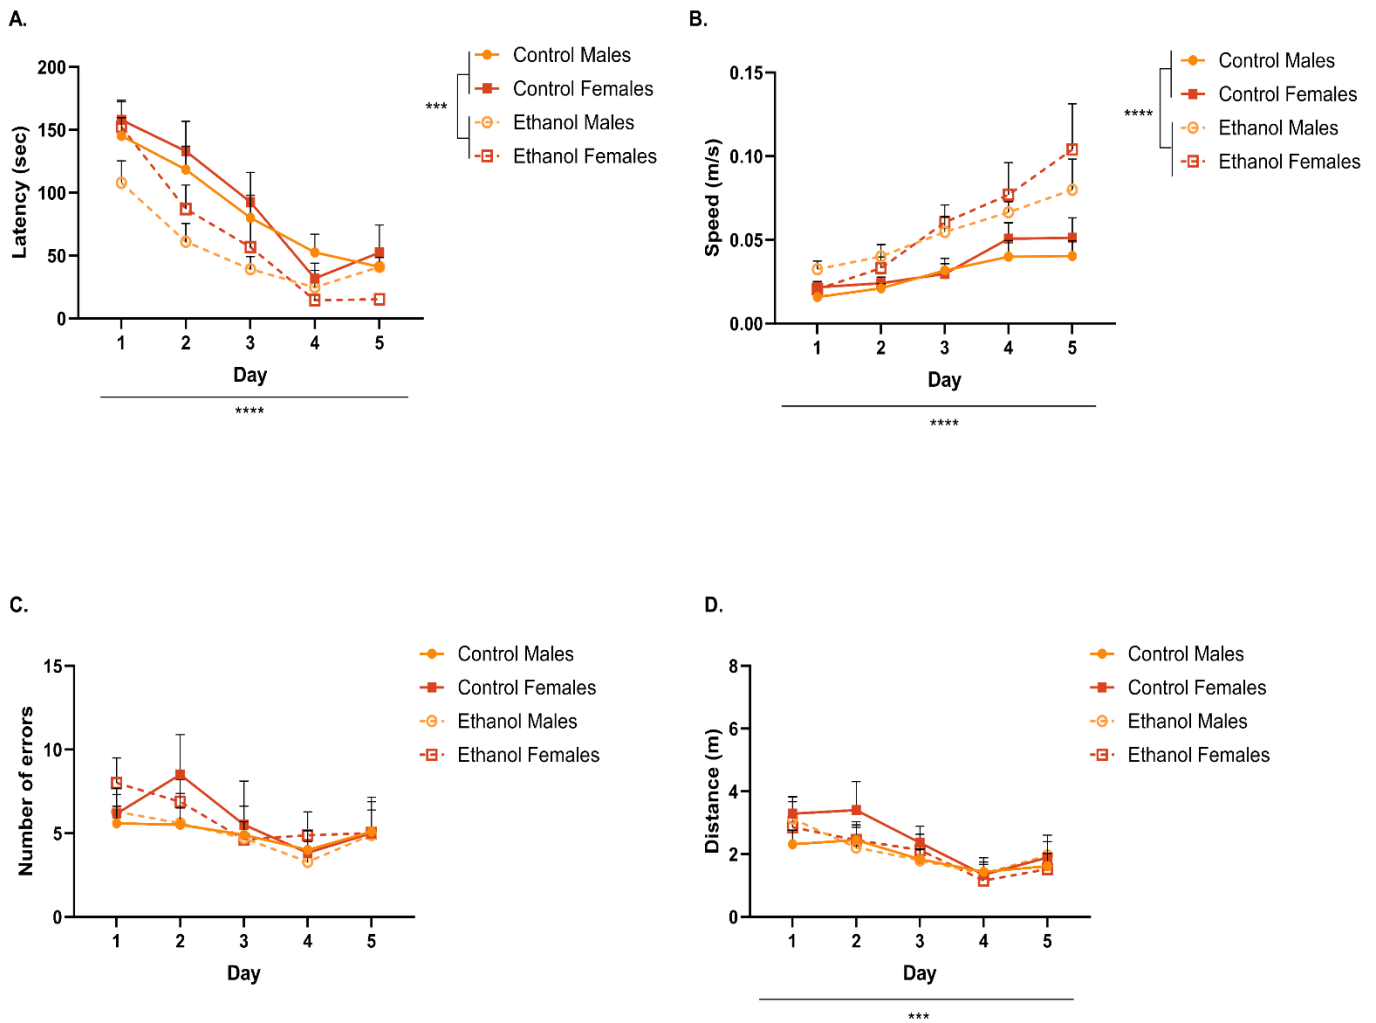 A.
200
150
100
50
0
Latency (sec)
1 2 3 4 5
Day
****
***
Control Males
Control Females
Ethanol Males
Ethanol Females
B.
0.15
0.10
0.05
0.00
Speed (m/s)
1 2 3 4 5
Day
****
****
Control Males
Control Females
Ethanol Males
Ethanol Females
C.
15
10
5
0
Number of errors
1 2 3 4 5
Day
Control Males
Control Females
Ethanol Males
Ethanol Females
D.
8
6
4
2
0
Distance (m)
1 2 3 4 5
Day
***
Control Males
Control Females
Ethanol Males
Ethanol Females